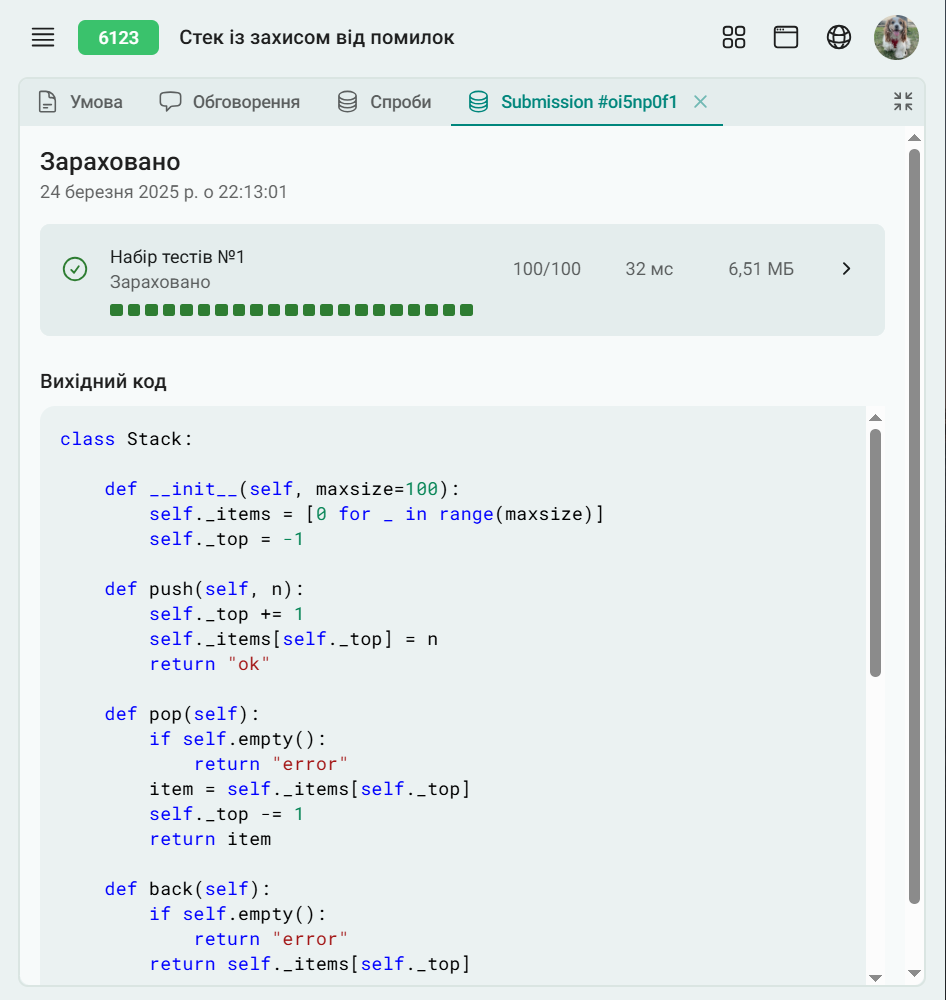 6123 Стек із захисом від помилок
Умова Обговорення Спроби Submission #oi5np0f1
Зараховано
24 березня 2025 р. о 22:13:01
Набір тестів №1
Зараховано
100/100 32 мс 6,51 МБ
Вихідний код
class Stack:
    def __init__(self, maxsize=100):
        self._items = [0 for _ in range(maxsize)]
        self._top = -1
    def push(self, n):
        self._top += 1
        self._items[self._top] = n
        return "ok"
    def pop(self):
        if self.empty():
            return "error"
        item = self._items[self._top]
        self._top -= 1
        return item
    def back(self):
        if self.empty():
            return "error"
        return self._items[self._top]